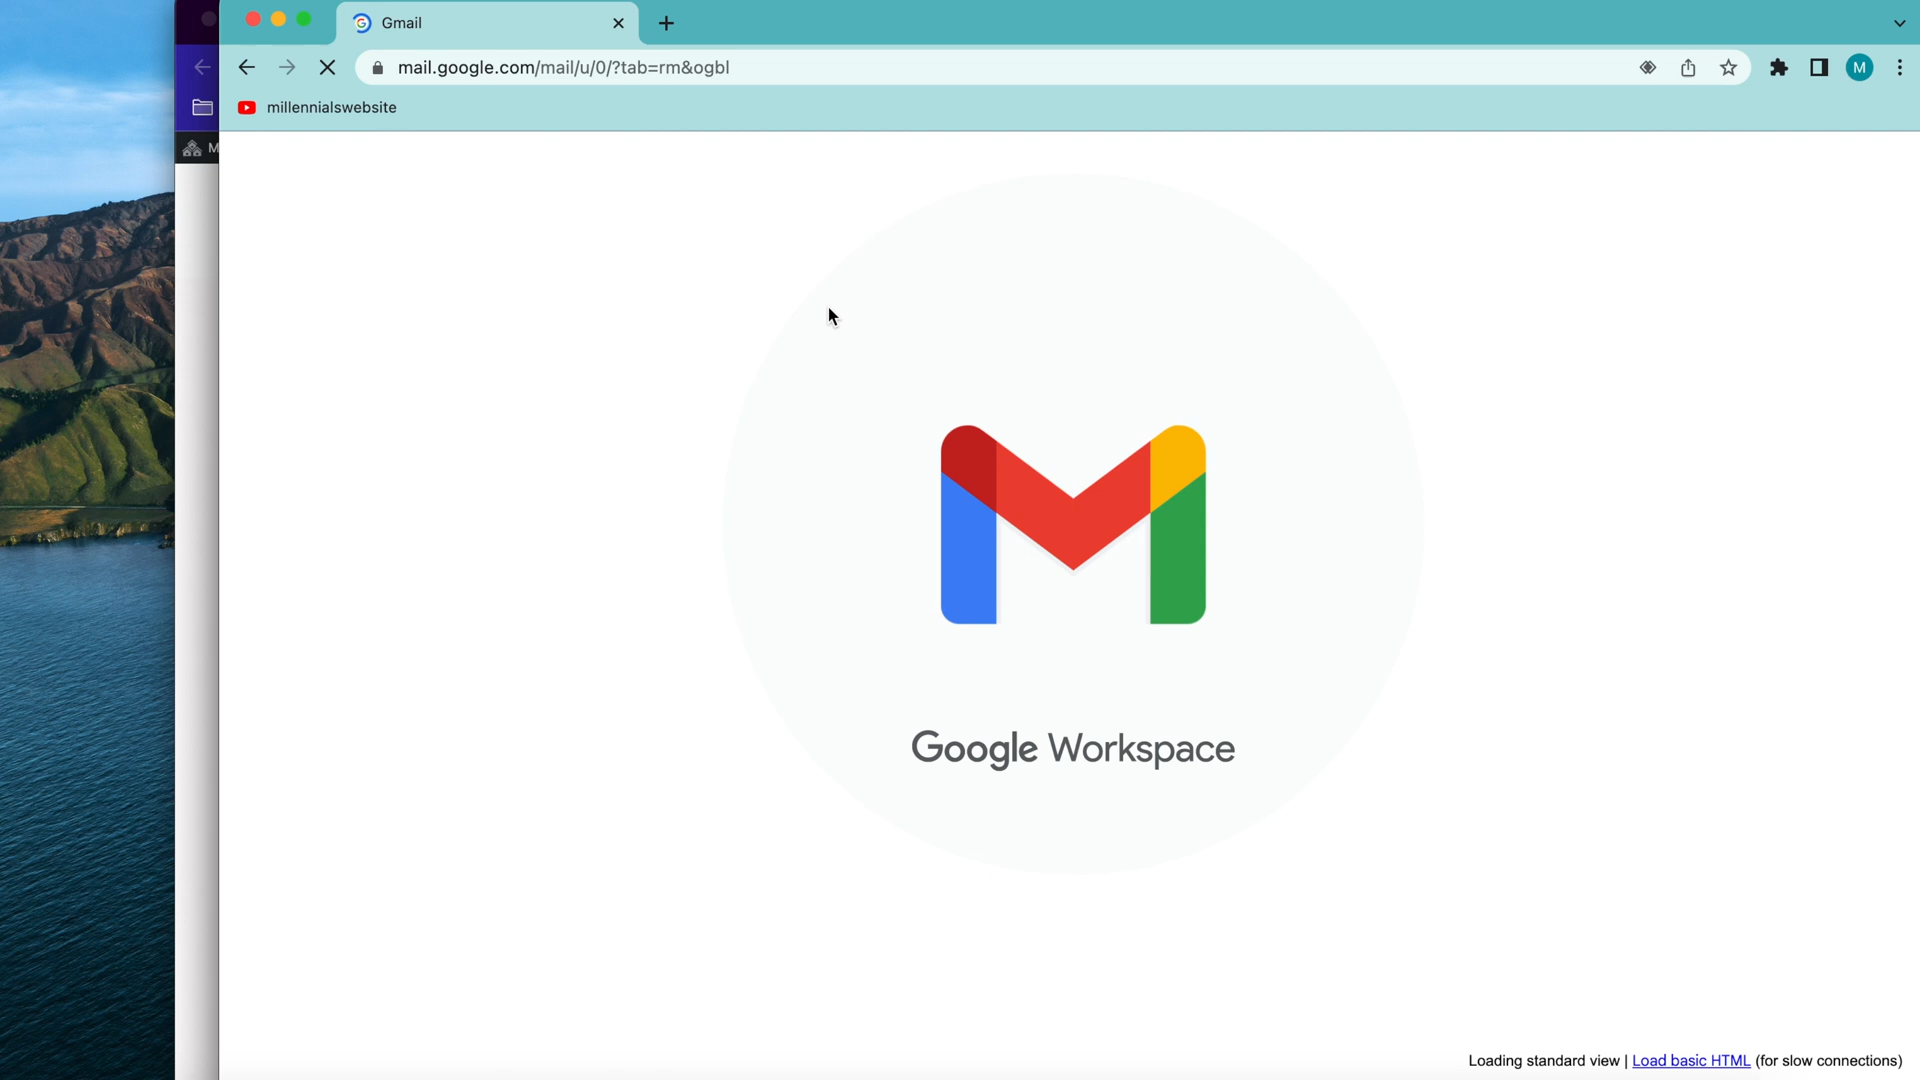 Gmail
mail.google.com/mail/u/0/?tab=rm&ogbl
M
millennialswebsite
M
Google Workspace
Loading standard view | Load basic HTML (for slow connections)